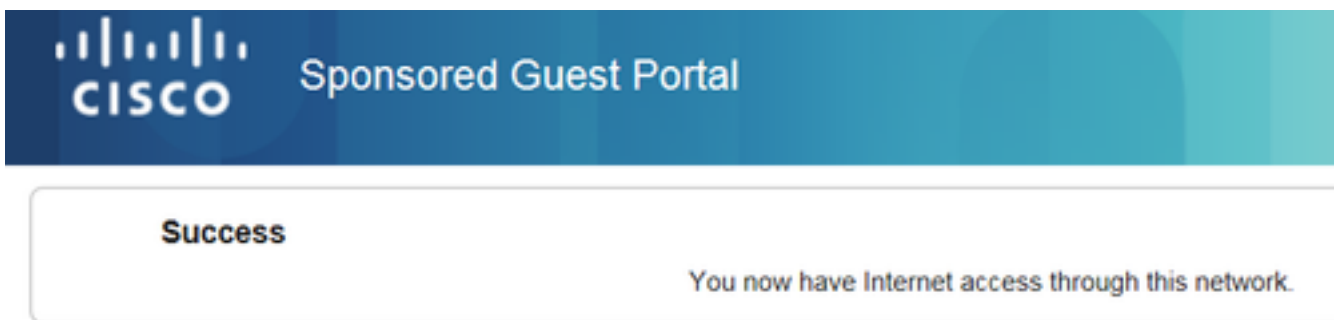 CISCO
Sponsored Guest Portal
Success
You now have Internet access through this network.